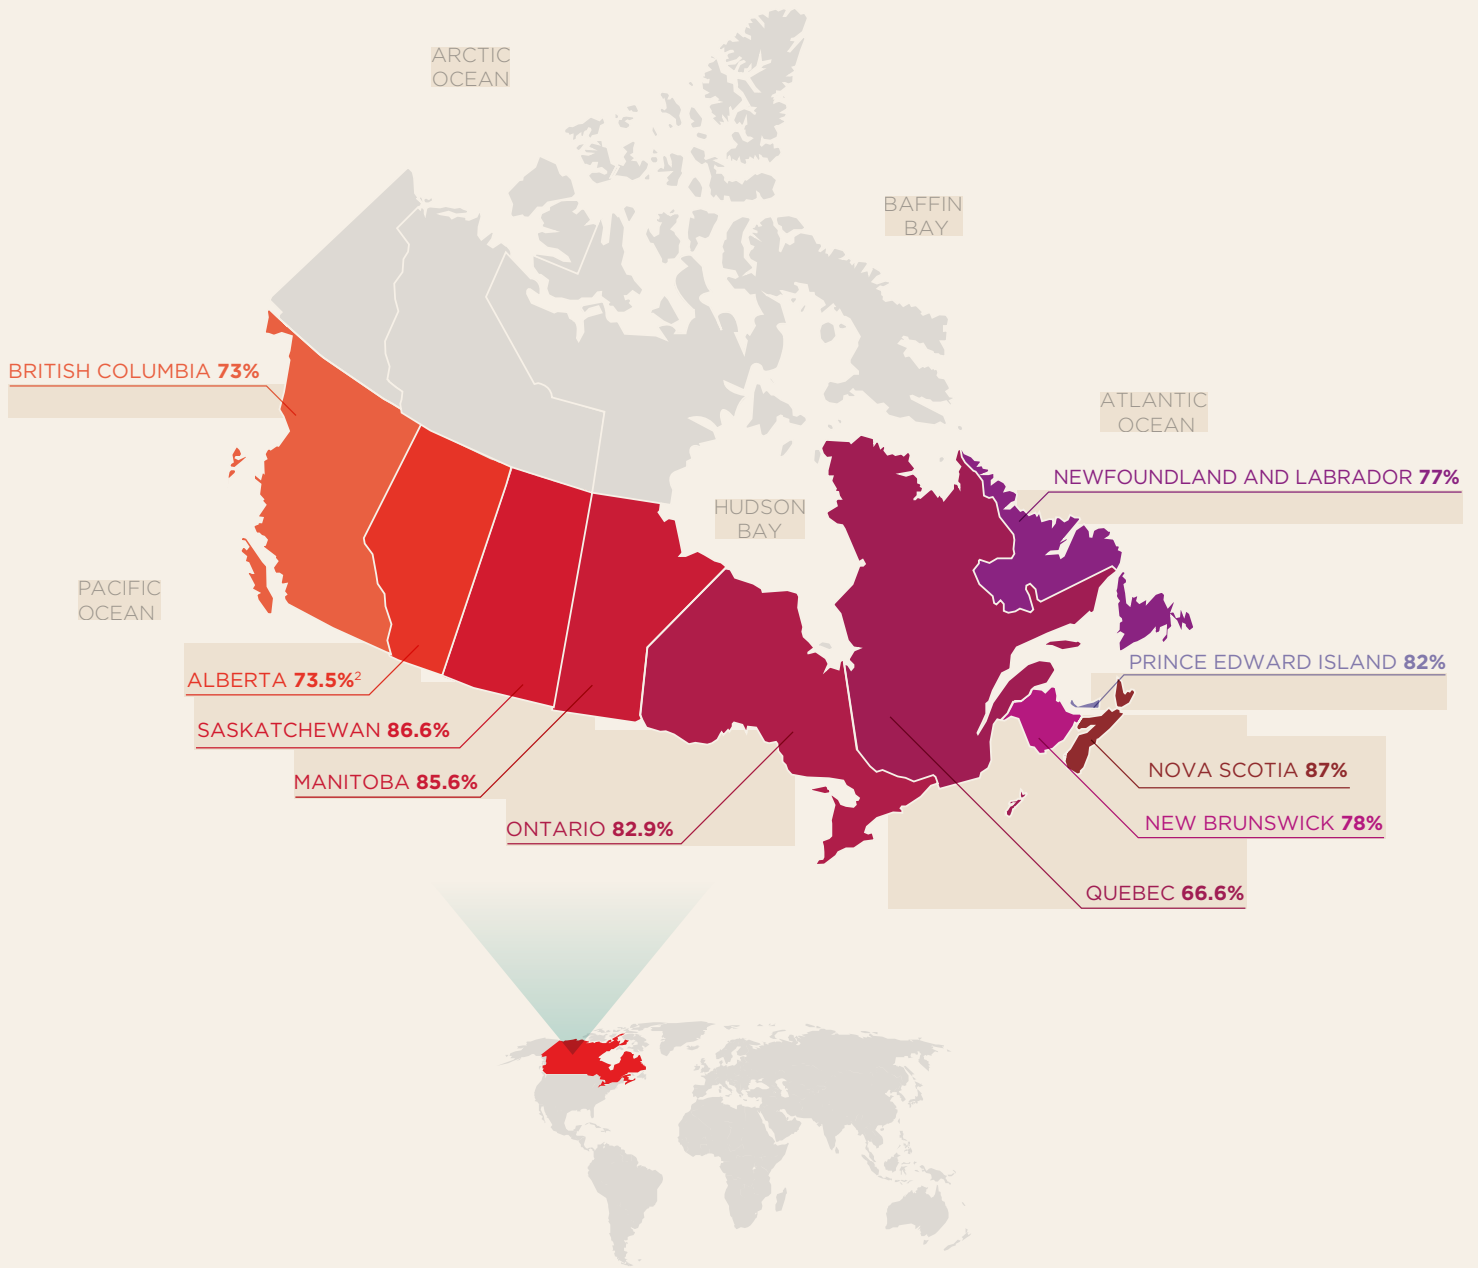 ARCTIC
OCEAN
BAFFIN
BAY
BRITISH COLUMBIA 73%
ATLANTIC
OCEAN
NEWFOUNDLAND AND LABRADOR 77%
HUDSON
BAY
PACIFIC
OCEAN
PRINCE EDWARD ISLAND 82%
ALBERTA 73.5%²
SASKATCHEWAN 86.6%
NOVA SCOTIA 87%
MANITOBA 85.6%
NEW BRUNSWICK 78%
ONTARIO 82.9%
QUEBEC 66.6%